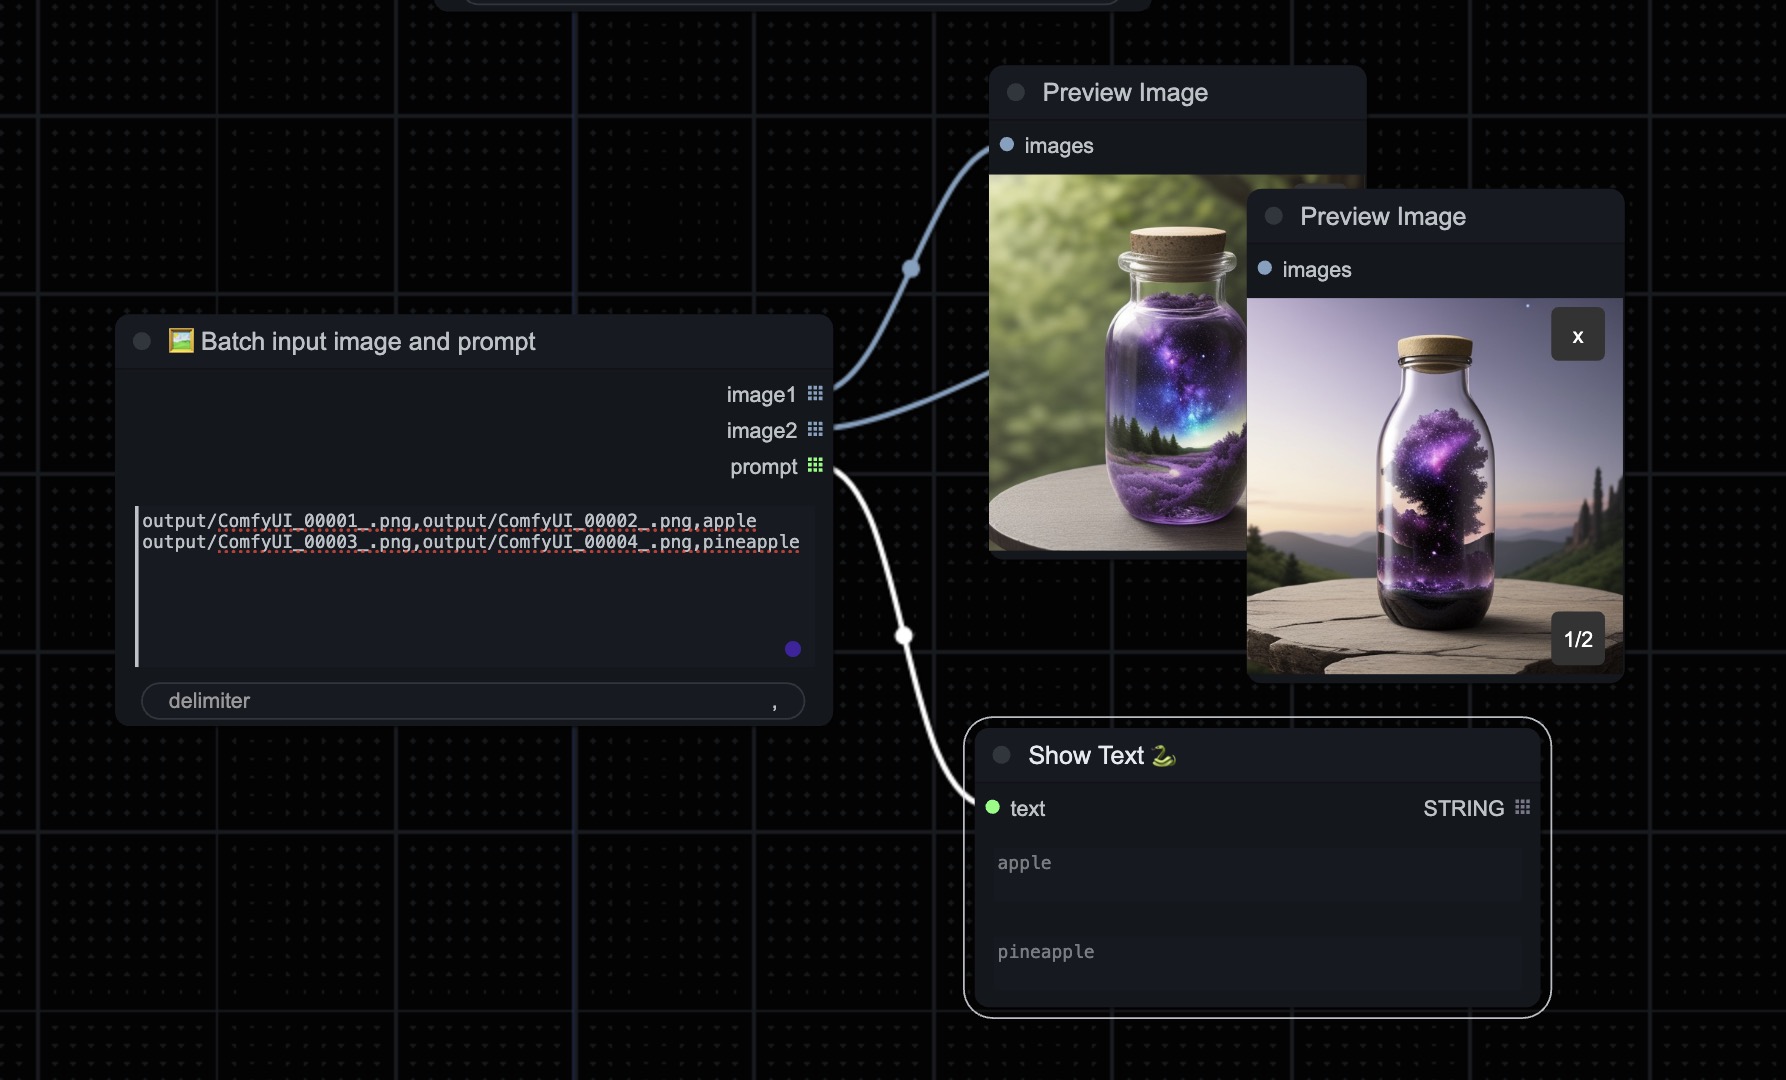 Preview Image
images
Preview Image
images
x
1/2
🖼️ Batch input image and prompt
image1
image2
prompt
output/ComfyUI_00001_.png,output/ComfyUI_00002_.png,apple
output/ComfyUI_00003_.png,output/ComfyUI_00004_.png,pineapple
delimiter ,
Show Text 🐍
text STRING
apple
pineapple